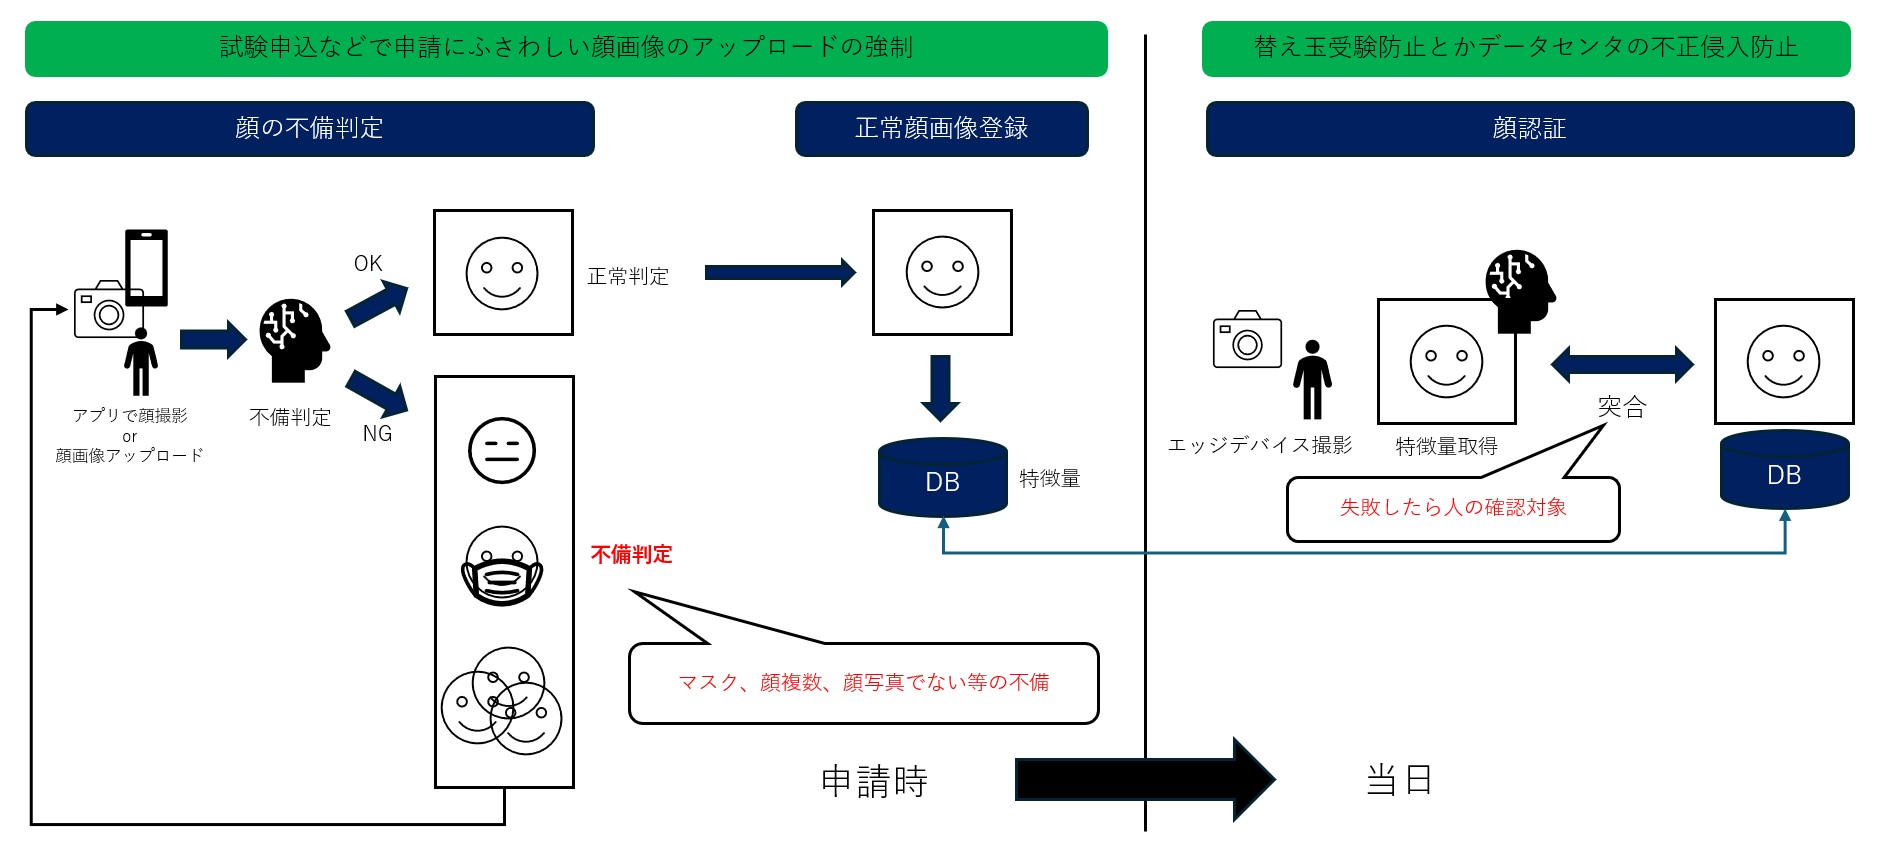 試験申込などで申請にふさわしい顔画像のアップロードの強制
替え玉受験防止とかデータセンタの不正侵入防止
顔の不備判定
正常顔画像登録
顔認証
OK
正常判定
アプリで顔撮影
or
顔画像アップロード
不備判定
NG
DB
特徴量
不備判定
マスク、顔複数、顔写真でない等の不備
エッジデバイス撮影
特徴量取得
突合
DB
失敗したら人の確認対象
申請時
当日